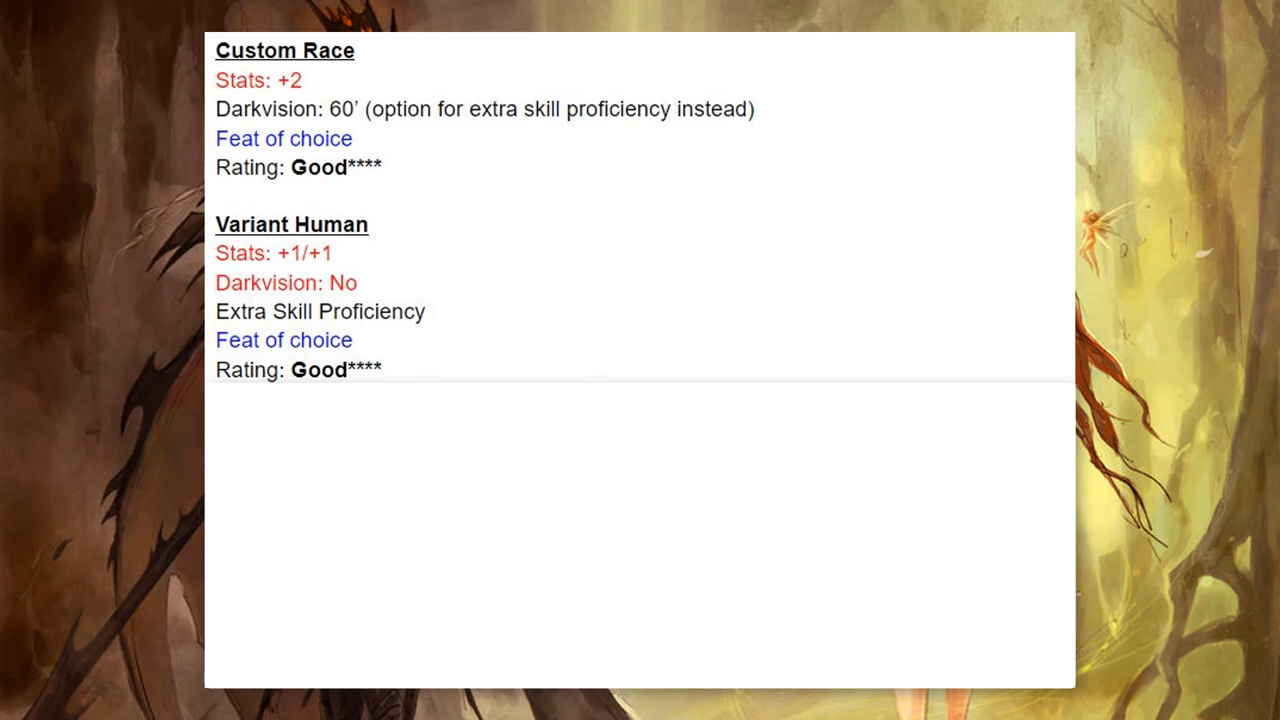 Custom Race
Stats: +2
Darkvision: 60’ (option for extra skill proficiency instead)
Feat of choice
Rating: Good****
Variant Human
Stats: +1/+1
Darkvision: No
Extra Skill Proficiency
Feat of choice
Rating: Good****